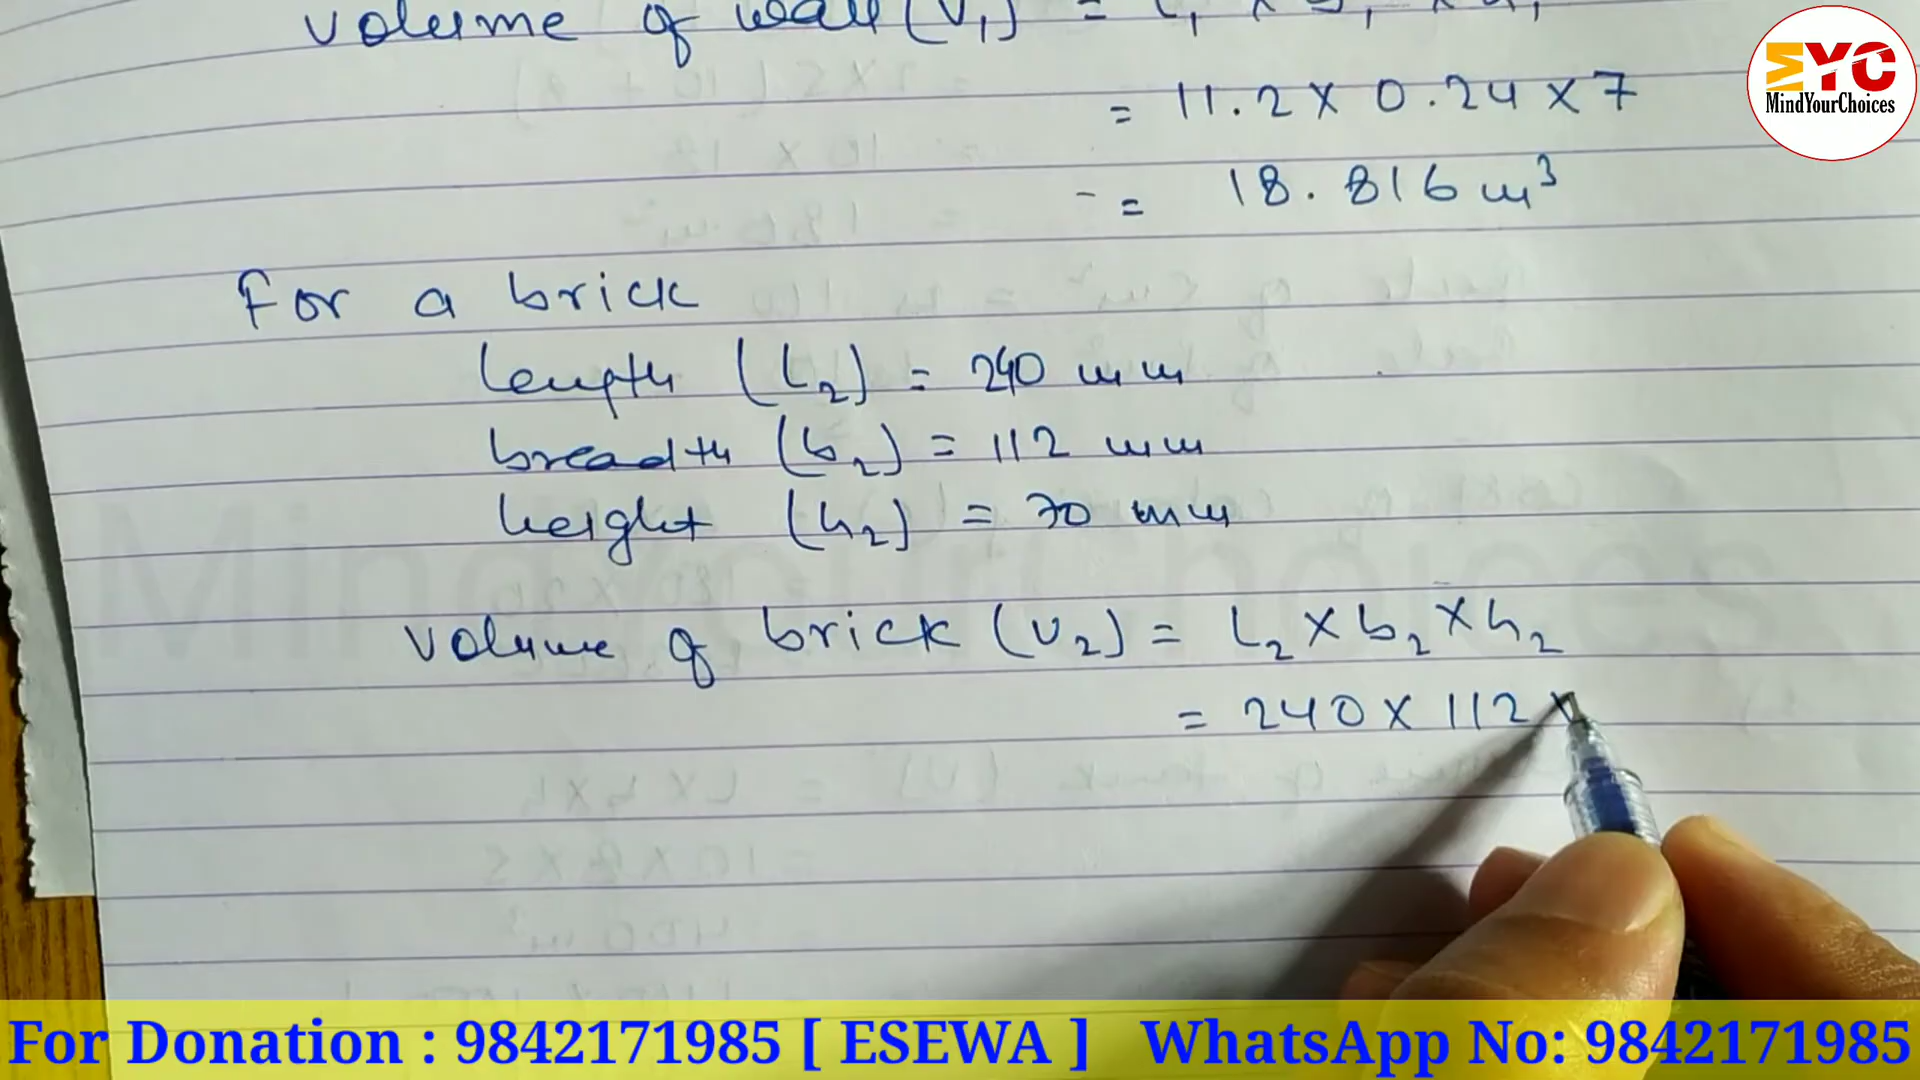 volume of wall (V₁) = L₁ × b₁ × h₁
= 11.2 × 0.24 × 7
= 18.816 m³
MYC
MindYourChoices
For a brick
length (L₂) = 240 mm
breadth (b₂) = 112 mm
height (h₂) = 70 mm
MindYourChoices
volume of brick (V₂) = L₂ × b₂ × h₂
= 240 × 112 ×
For Donation : 9842171985 [ ESEWA ] WhatsApp No: 9842171985